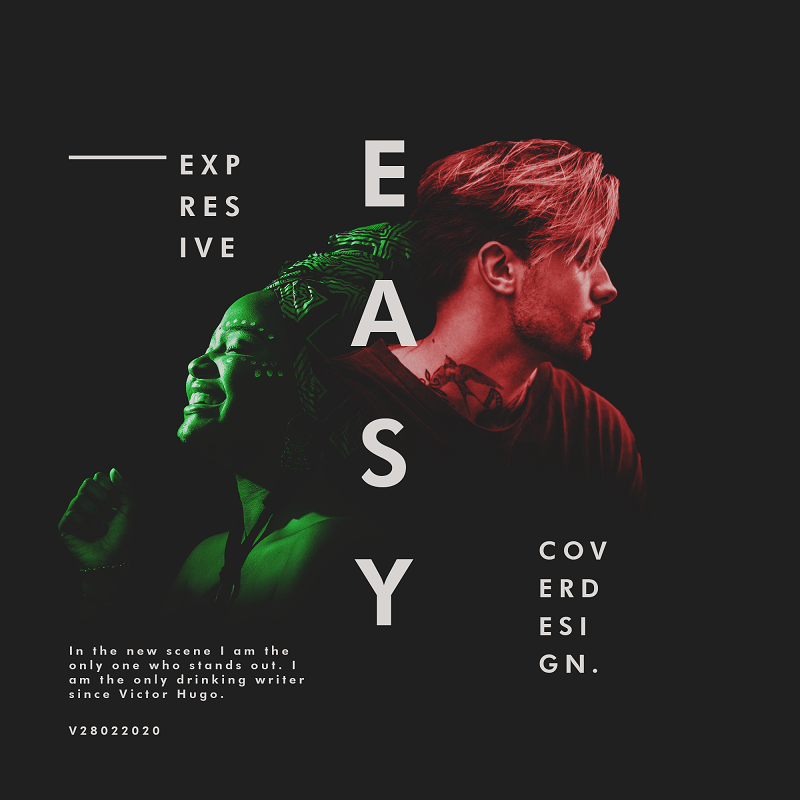 EXP
RES
IVE
E
A
S
Y
COV
ERD
ESI
GN.
In the new scene I am the
only one who stands out. I
am the only drinking writer
since Victor Hugo.
V28022020